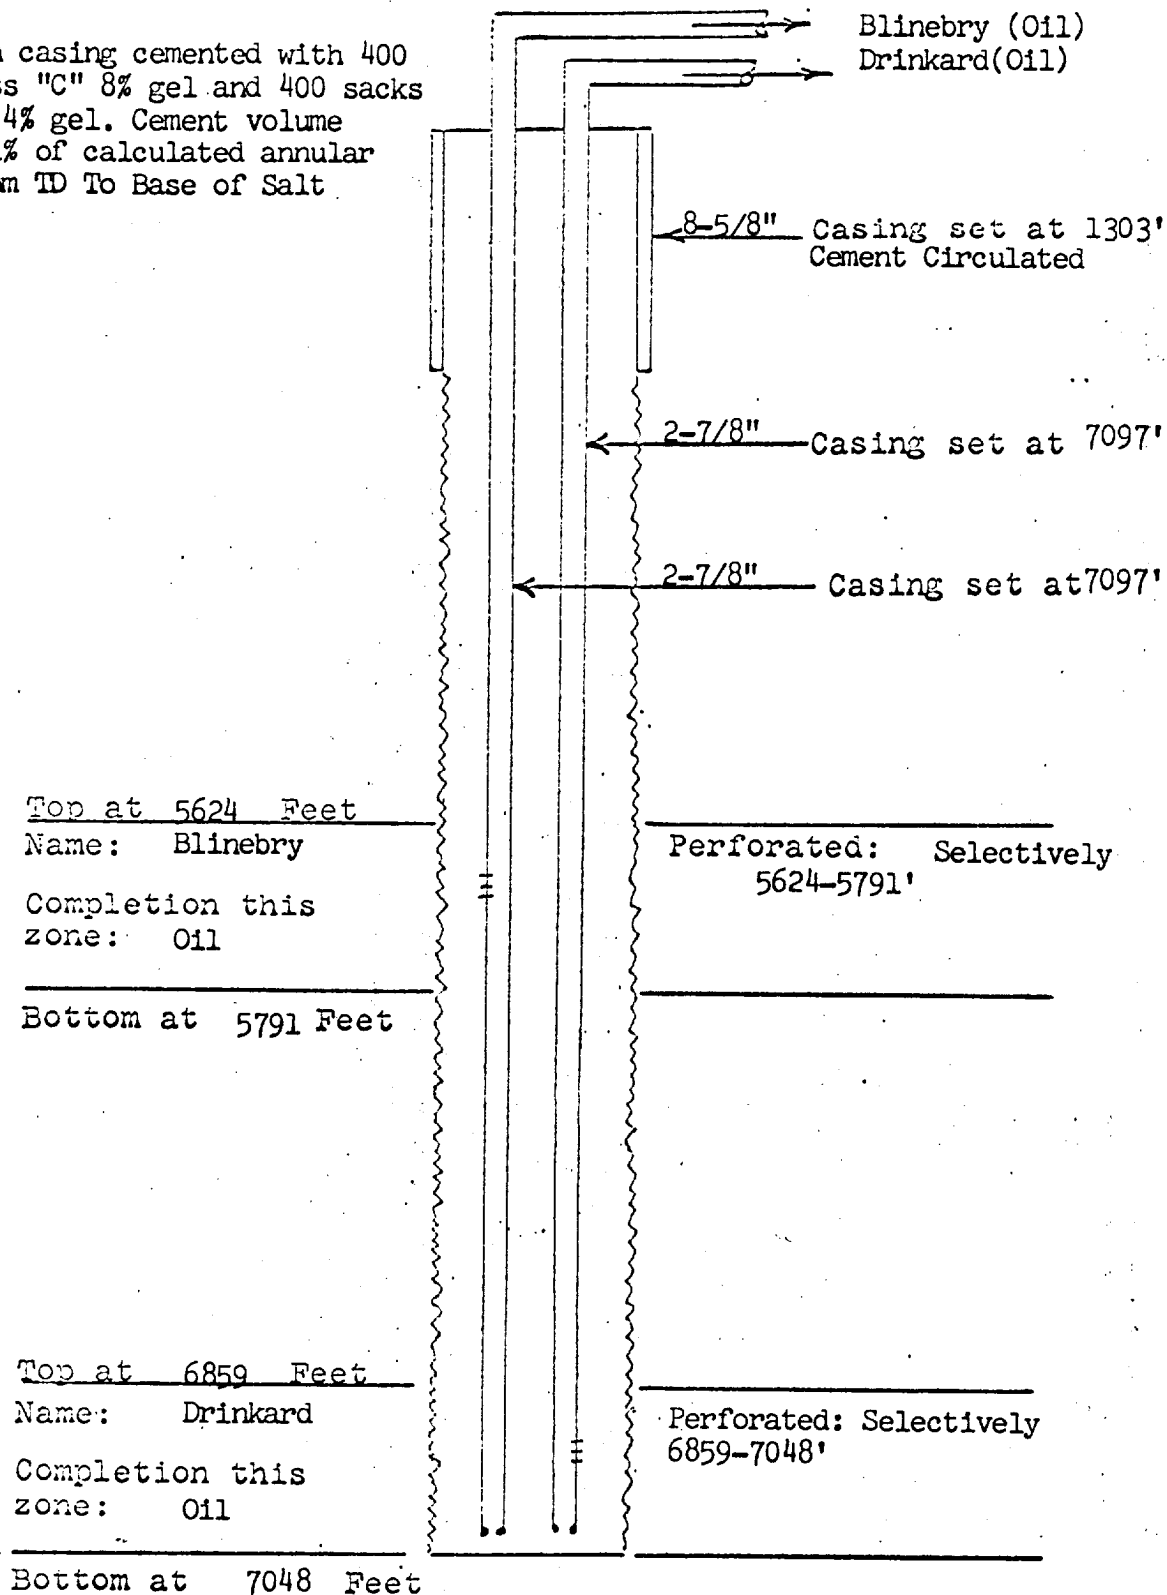 casing cemented with 400
"C" 8% gel and 400 sacks
4% gel. Cement volume
% of calculated annular
TD To Base of Salt
Blinebry (Oil)
Drinkard(Oil)
8-5/8" Casing set at 1303'
Cement Circulated
2-7/8" Casing set at 7097'
2-7/8" Casing set at 7097'
Top at 5624 Feet
Name: Blinebry
Completion this
zone: Oil
Bottom at 5791 Feet
Perforated: Selectively
5624-5791'
Top at 6859 Feet
Name: Drinkard
Completion this
zone: Oil
Bottom at 7048 Feet
Perforated: Selectively
6859-7048'